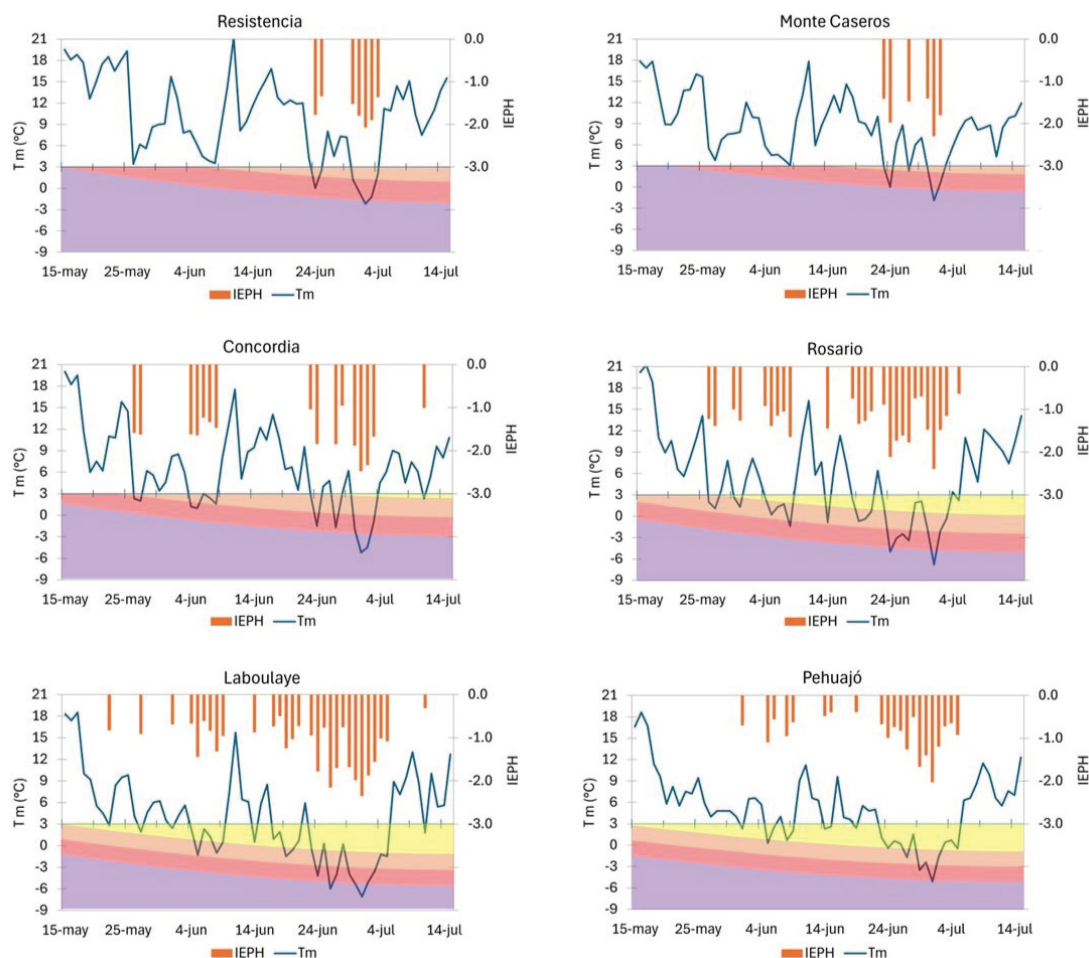 Resistencia
21 0.0
18
15 -1.0
12
9 -2.0
6
3 -3.0
0
-3
-6
-9
T m (ºC)
IEPH
15-may 25-may 4-jun 14-jun 24-jun 4-jul 14-jul
IEPH Tm
Monte Caseros
21 0.0
18
15 -1.0
12
9 -2.0
6
3 -3.0
0
-3
-6
-9
T m (ºC)
IEPH
15-may 25-may 4-jun 14-jun 24-jun 4-jul 14-jul
IEPH Tm
Concordia
21 0.0
18
15 -1.0
12
9 -2.0
6
3 -3.0
0
-3
-6
-9
T m (ºC)
IEPH
15-may 25-may 4-jun 14-jun 24-jun 4-jul 14-jul
IEPH Tm
Rosario
21 0.0
18
15 -1.0
12
9 -2.0
6
3 -3.0
0
-3
-6
-9
T m (ºC)
IEPH
15-may 25-may 4-jun 14-jun 24-jun 4-jul 14-jul
IEPH Tm
Laboulaye
21 0.0
18
15 -1.0
12
9 -2.0
6
3 -3.0
0
-3
-6
-9
T m (ºC)
IEPH
15-may 25-may 4-jun 14-jun 24-jun 4-jul 14-jul
IEPH Tm
Pehuajó
21 0.0
18
15 -1.0
12
9 -2.0
6
3 -3.0
0
-3
-6
-9
T m (ºC)
IEPH
15-may 25-may 4-jun 14-jun 24-jun 4-jul 14-jul
IEPH Tm